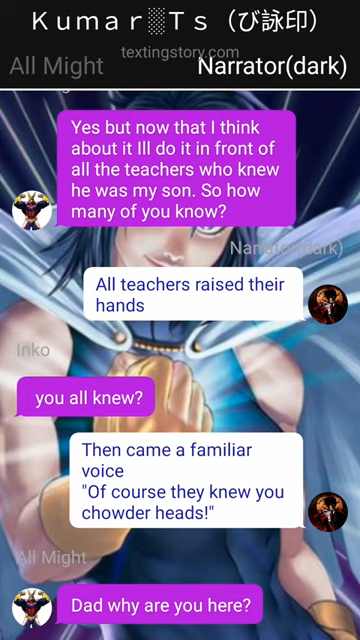 Ｋｕｍａｒ░Ｔｓ（び詠印）
textingstory.com
All Might
Narrator(dark)
Yes but now that I think
about it Ill do it in front of
all the teachers who knew
he was my son. So how
many of you know?
Narrator(dark)
All teachers raised their
hands
Inko
you all knew?
Then came a familiar
voice
"Of course they knew you
chowder heads!"
All Might
Dad why are you here?